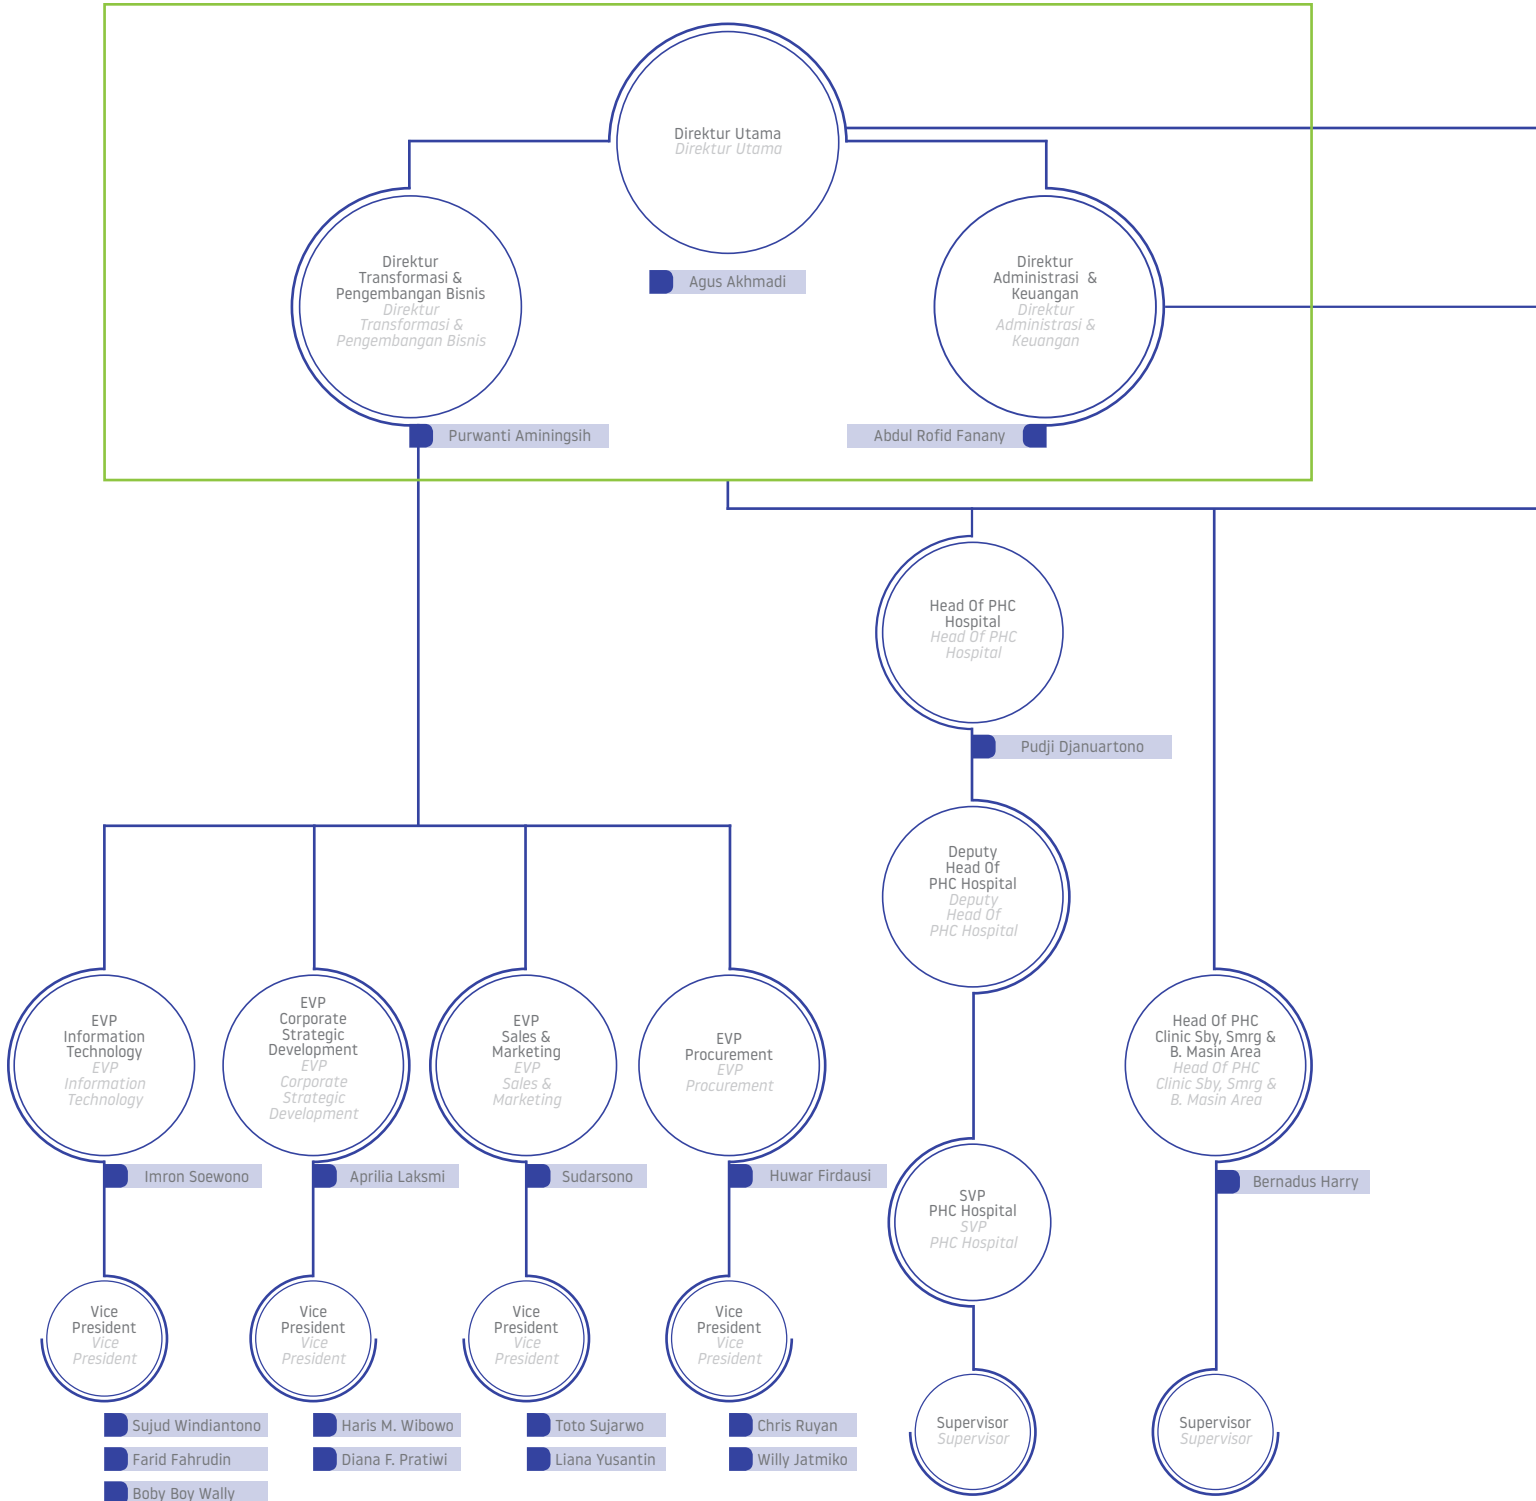 Direktur Utama
Direktur Utama
Agus Akhmadi
Direktur
Transformasi &
Pengembangan Bisnis
Direktur
Transformasi &
Pengembangan Bisnis
Purwanti Aminingsih
Direktur
Administrasi &
Keuangan
Direktur
Administrasi &
Keuangan
Abdul Rofid Fanany
Head Of PHC
Hospital
Head Of PHC
Hospital
Pudji Djanuartono
Deputy
Head Of
PHC Hospital
Deputy
Head Of
PHC Hospital
EVP
Information
Technology
EVP
Information
Technology
Imron Soewono
EVP
Corporate
Strategic
Development
EVP
Corporate
Strategic
Development
Aprilia Laksmi
EVP
Sales &
Marketing
EVP
Sales &
Marketing
Sudarsono
EVP
Procurement
EVP
Procurement
Huwar Firdausi
Head Of PHC
Clinic Sby, Smrg &
B. Masin Area
Head Of PHC
Clinic Sby, Smrg &
B. Masin Area
Bernadus Harry
SVP
PHC Hospital
SVP
PHC Hospital
Vice
President
Vice
President
Sujud Windiantono
Farid Fahrudin
Boby Boy Wally
Vice
President
Vice
President
Haris M. Wibowo
Diana F. Pratiwi
Vice
President
Vice
President
Toto Sujarwo
Liana Yusantin
Vice
President
Vice
President
Chris Ruyan
Willy Jatmiko
Supervisor
Supervisor
Supervisor
Supervisor